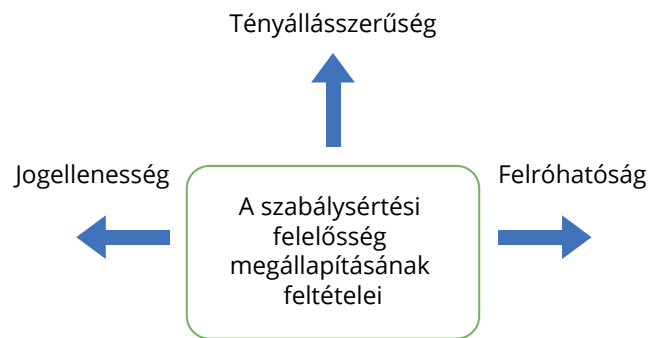 Tényállásszerűség
Jogellenesség
Felróhatóság
A szabálysértési
felelősség
megállapításának
feltételei